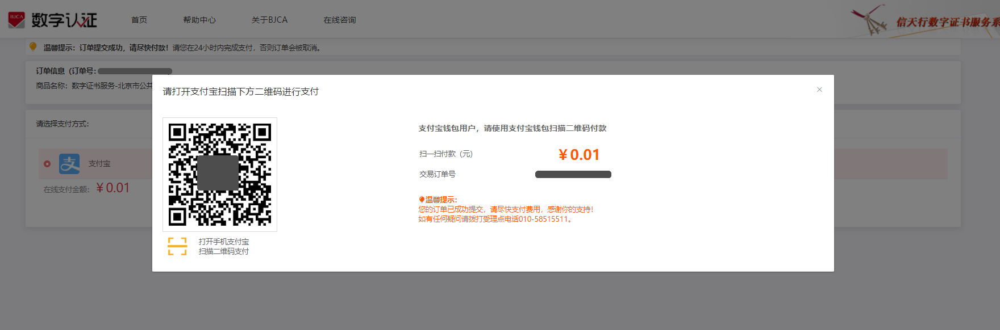 BJCA 数字认证
首页
帮助中心
关于BJCA
在线咨询
信天行数字证书服务系
温馨提示：订单提交成功，请尽快付款！请您在24小时内完成支付，否则订单会被取消。
订单信息（订单号：
）
商品名称：数字证书服务-北京市公共
请选择支付方式：
支 支付宝
在线支付金额：￥0.01
请打开支付宝扫描下方二维码进行支付
×
打开手机支付宝
扫描二维码支付
支付宝钱包用户，请使用支付宝钱包扫描二维码付款
扫一扫付款（元）
￥0.01
交易订单号
温馨提示：
您的订单已成功提交，请尽快支付费用，感谢你的支持！
如有任何疑问请拨打受理点电话010-58515511。